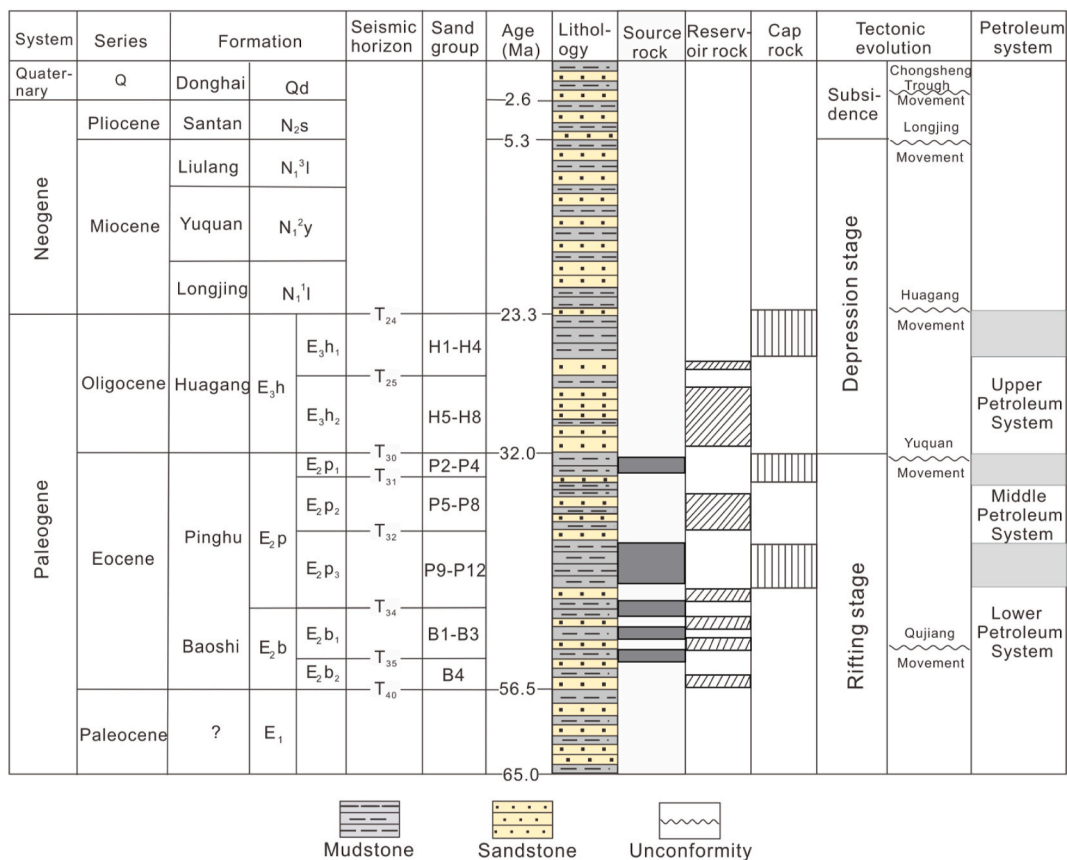 System Series Formation Seismic horizon Sand group Age (Ma) Lithol-ogy Source rock Reserv-oir rock Cap rock Tectonic evolution Petroleum system
Quater-
nary
Q
Donghai
Qd
2.6
Subsi-
dence
Chongsheng
Trough
Movement
Pliocene
Santan
N₂s
5.3
Longjing
Movement
Neogene
Miocene
Liulang
N₁³l
Yuquan
N₁²y
Longjing
N₁¹l
Depression stage
Huagang
Movement
T₂₄
23.3
Paleogene
Oligocene
Huagang
E₃h
E₃h₁
H1-H4
T₂₅
E₃h₂
H5-H8
Upper
Petroleum
System
T₃₀
32.0
Yuquan
Movement
Eocene
Pinghu
E₂p
E₂p₁
P2-P4
T₃₁
E₂p₂
P5-P8
Middle
Petroleum
System
T₃₂
E₂p₃
P9-P12
Rifting stage
T₃₄
Baoshi
E₂b
E₂b₁
B1-B3
Lower
Petroleum
System
Qujiang
Movement
T₃₅
E₂b₂
B4
T₄₀
56.5
Paleocene
?
E₁
65.0
Mudstone
Sandstone
Unconformity